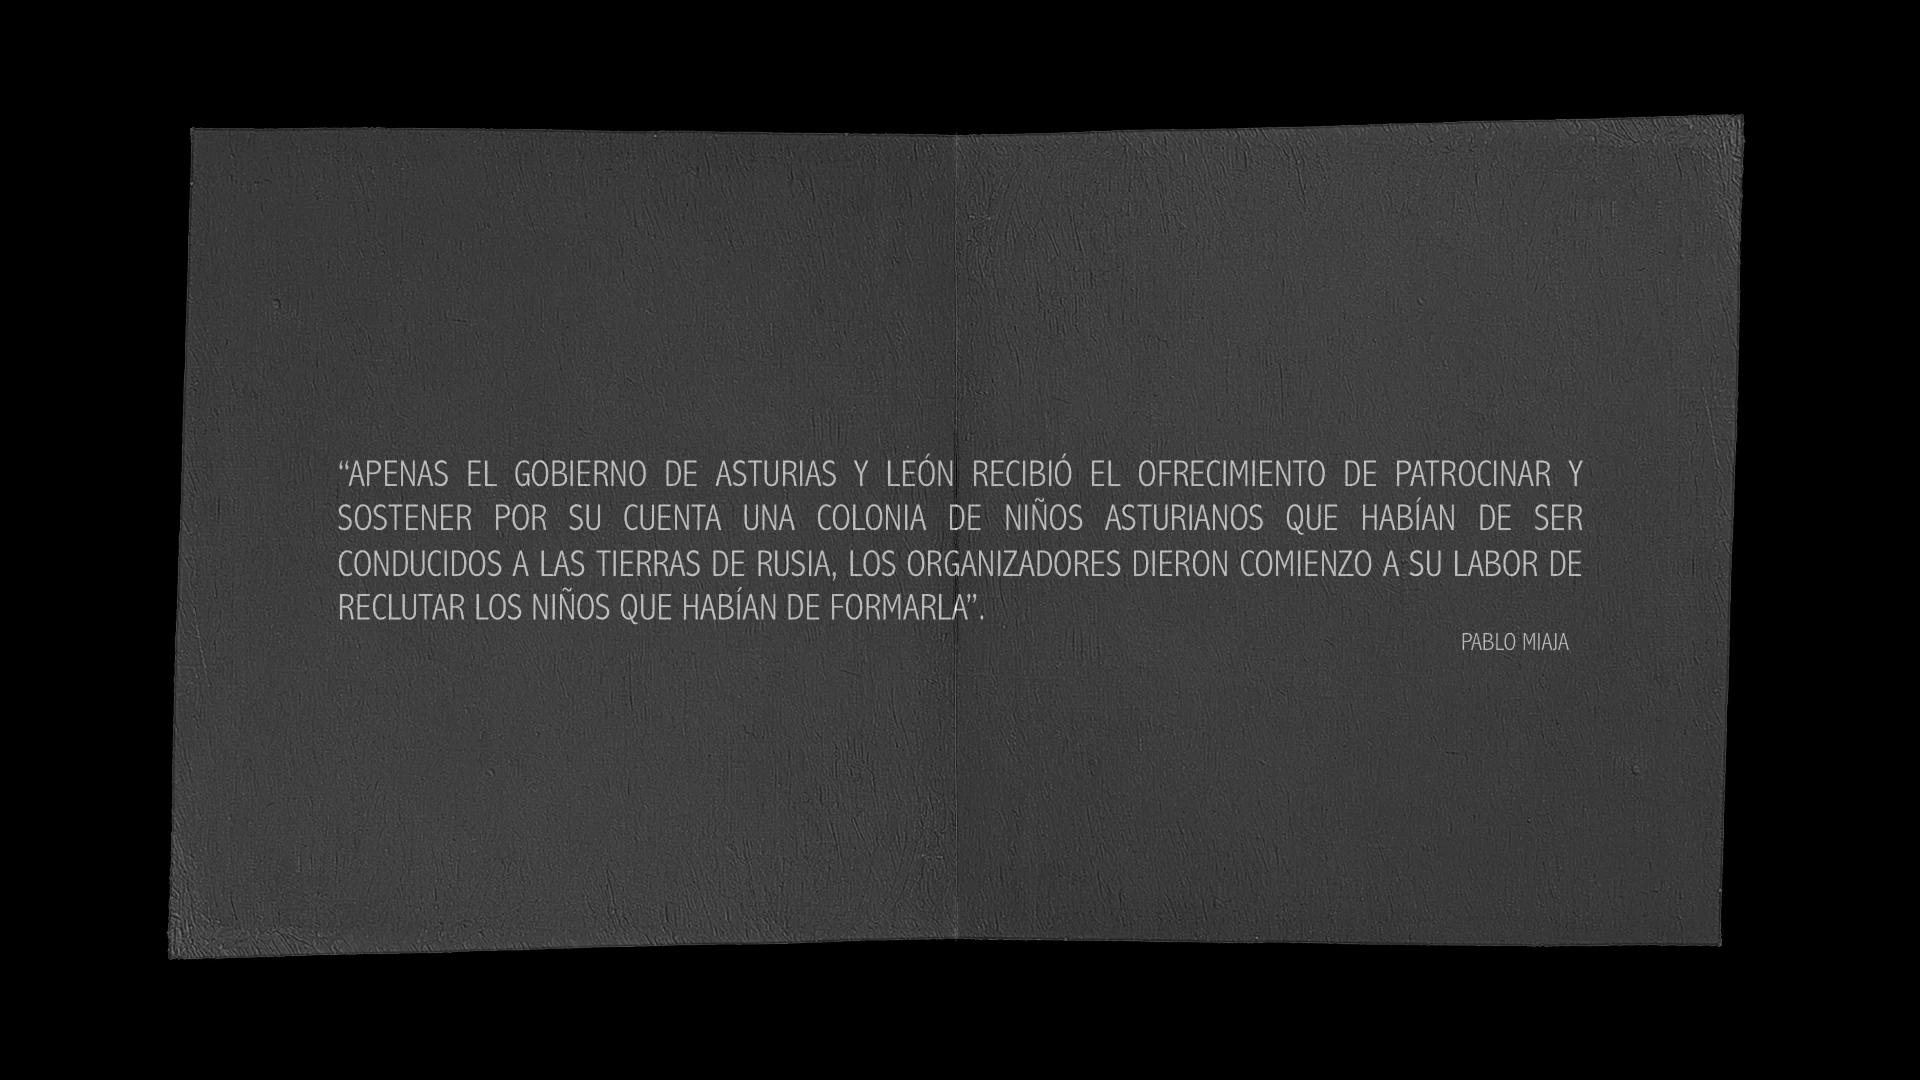 “APENAS EL GOBIERNO DE ASTURIAS Y LEÓN RECIBIÓ EL OFRECIMIENTO DE PATROCINAR Y
SOSTENER POR SU CUENTA UNA COLONIA DE NIÑOS ASTURIANOS QUE HABÍAN DE SER
CONDUCIDOS A LAS TIERRAS DE RUSIA, LOS ORGANIZADORES DIERON COMIENZO A SU LABOR DE
RECLUTAR LOS NIÑOS QUE HABÍAN DE FORMARLA”.
PABLO MIAJA